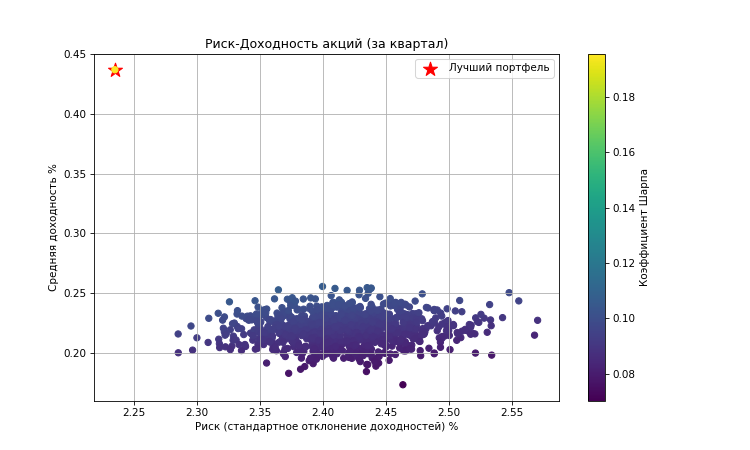 Риск-Доходность акций (за квартал)
Лучший портфель
Средняя доходность %
0.45
0.40
0.35
0.30
0.25
0.20
2.25 2.30 2.35 2.40 2.45 2.50 2.55
Риск (стандартное отклонение доходностей) %
0.18
0.16
0.14
0.12
0.10
0.08
Коэффициент Шарпа